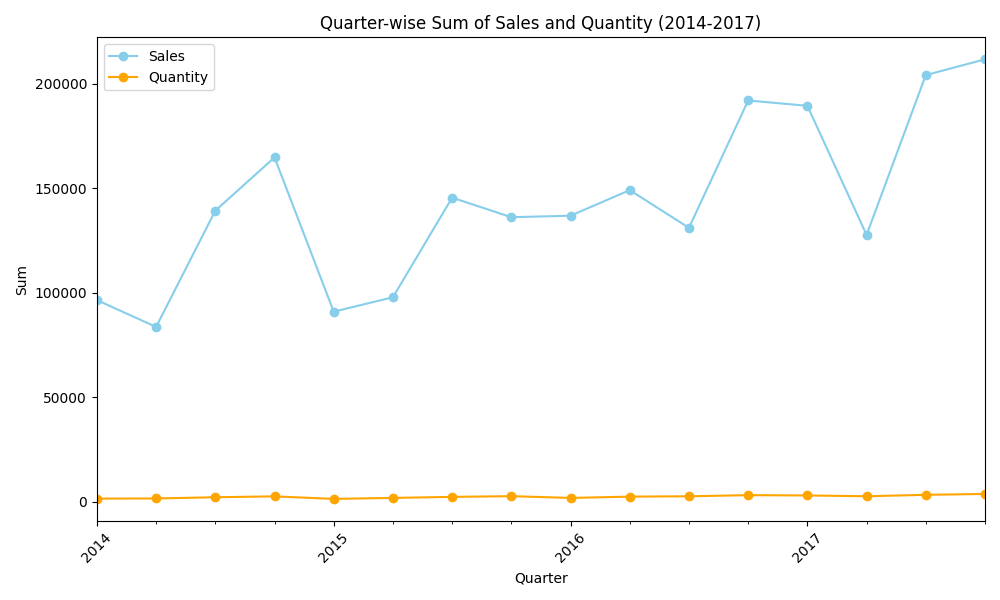 Quarter-wise Sum of Sales and Quantity (2014-2017)
Sales
Quantity
200000
150000
100000
50000
0
Sum
2014
2015
2016
2017
Quarter